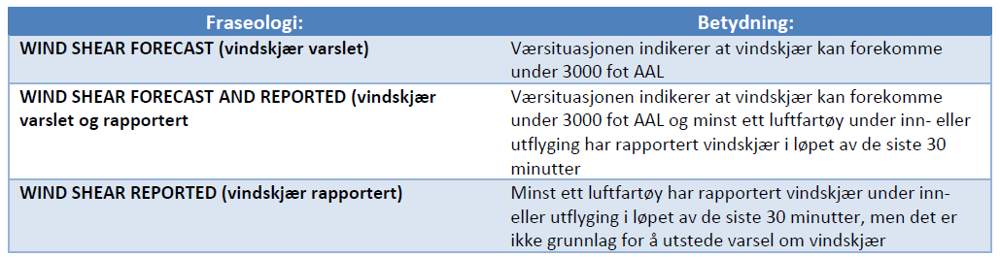 Fraseologi:
Betydning:
WIND SHEAR FORECAST (vindskjær varslet)
Værsituasjonen indikerer at vindskjær kan forekomme
under 3000 fot AAL
WIND SHEAR FORECAST AND REPORTED (vindskjær
varslet og rapportert
Værsituasjonen indikerer at vindskjær kan forekomme
under 3000 fot AAL og minst ett luftfartøy under inn- eller
utflyging har rapportert vindskjær i løpet av de siste 30
minutter
WIND SHEAR REPORTED (vindskjær rapportert)
Minst ett luftfartøy har rapportert vindskjær under inn-
eller utflyging i løpet av de siste 30 minutter, men det er
ikke grunnlag for å utstede varsel om vindskjær